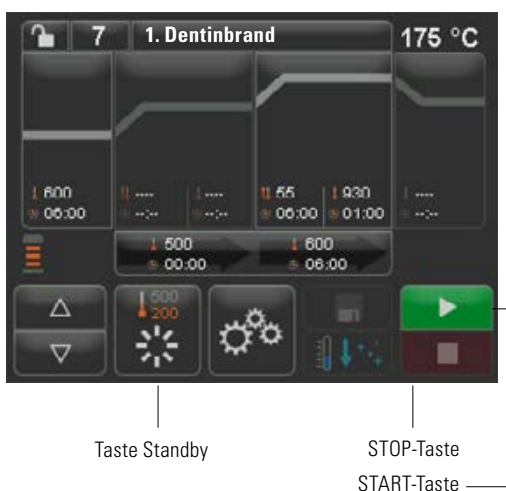 7 1. Dentinbrand 175 °C
600 ---- ---- 55 930 ----
06:00 --:- --:- 06:00 01:00 --:-
500 600
00:00 06:00
600
200
Taste Standby STOP-Taste
START-Taste